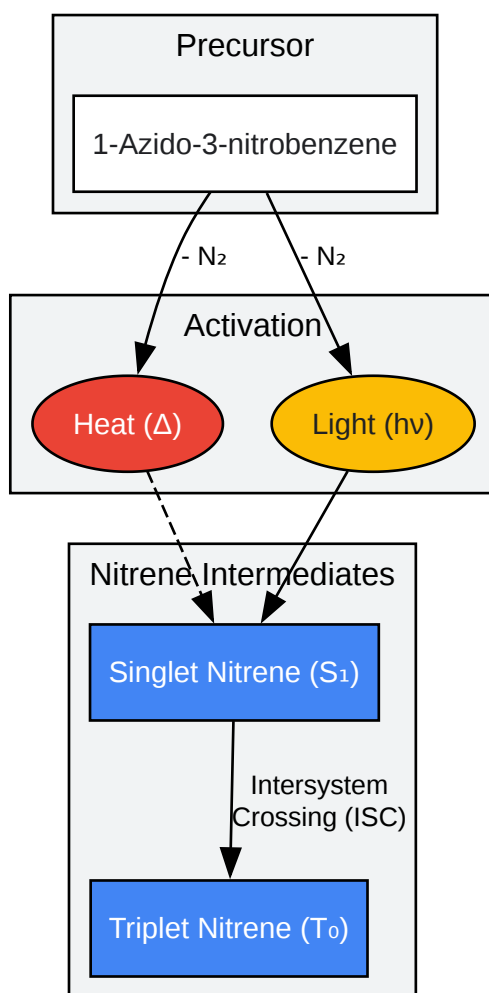 Precursor
1-Azido-3-nitrobenzene
- N₂
- N₂
Activation
Heat (Δ)
Light (hν)
Nitrene Intermediates
Singlet Nitrene (S₁)
Intersystem
Crossing (ISC)
Triplet Nitrene (T₀)